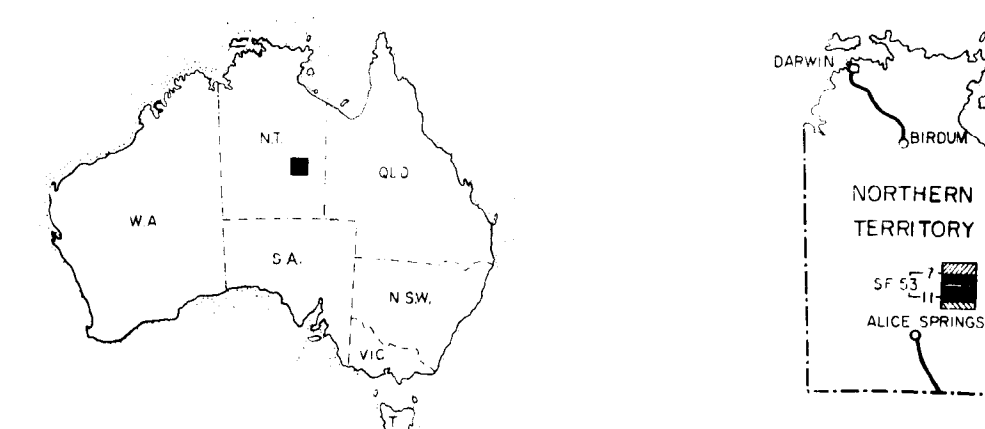 N.T.
QLD
W.A
S.A.
N.S.W.
VIC
T
DARWIN
BIRDUM
NORTHERN
TERRITORY
SF 53
7
11
ALICE SPRINGS